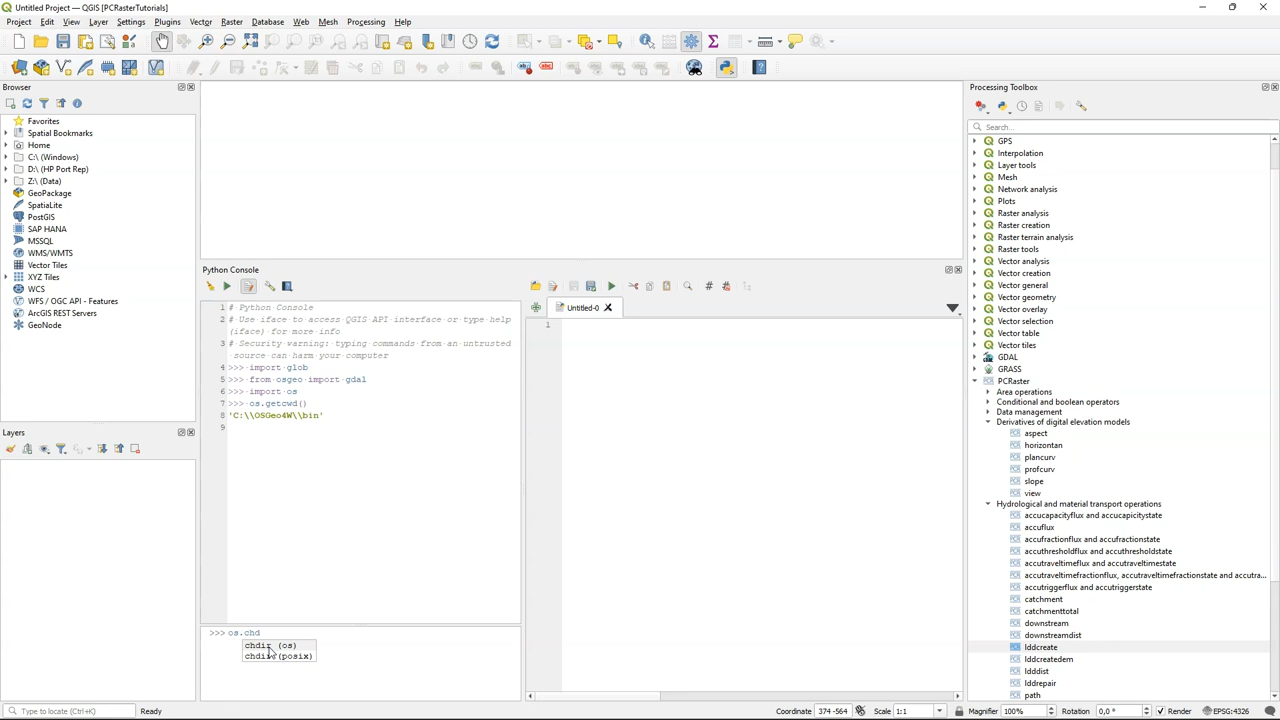 Untitled Project — QGIS [PCRasterTutorials]
Project Edit View Layer Settings Plugins Vector Raster Database Web Mesh Processing Help
Browser
Favorites
Spatial Bookmarks
Home
C:\ (Windows)
D:\ (HP Port Rep)
Z:\ (Data)
GeoPackage
SpatiaLite
PostGIS
SAP HANA
MSSQL
WMS/WMTS
Vector Tiles
XYZ Tiles
WCS
WFS / OGC API - Features
ArcGIS REST Servers
GeoNode
Layers
Python Console
1 # Python Console
2 # Use iface to access QGIS API interface or type help
(iface) for more info
3 # Security warning: typing commands from an untrusted
source can harm your computer
4 >>> import glob
5 >>> from osgeo import gdal
6 >>> import os
7 >>> os.getcwd()
8 'C:\\OSGeo4W\\bin'
9
>>> os.chd
chdir (os)
chdir (posix)
Untitled-0
1
Processing Toolbox
Search...
GPS
Interpolation
Layer tools
Mesh
Network analysis
Plots
Raster analysis
Raster creation
Raster terrain analysis
Raster tools
Vector analysis
Vector creation
Vector general
Vector geometry
Vector overlay
Vector selection
Vector table
Vector tiles
GDAL
GRASS
PCRaster
Area operations
Conditional and boolean operators
Data management
Derivatives of digital elevation models
aspect
horizontan
plancurv
profcurv
slope
view
Hydrological and material transport operations
accucapacityflux and accucapicitystate
accuflux
accufractionflux and accufractionstate
accuthresholdflux and accuthresholdstate
accutraveltimeflux and accutraveltimestate
accutraveltimefractionflux, accutraveltimefractionstate and accutra...
accutriggerflux and accutriggerstate
catchment
catchmenttotal
downstream
downstreamdist
lddcreate
lddcreatedem
ldddist
lddrepair
path
Type to locate (Ctrl+K) Ready Coordinate 374 -564 Scale 1:1 Magnifier 100% Rotation 0,0 ° Render EPSG:4326